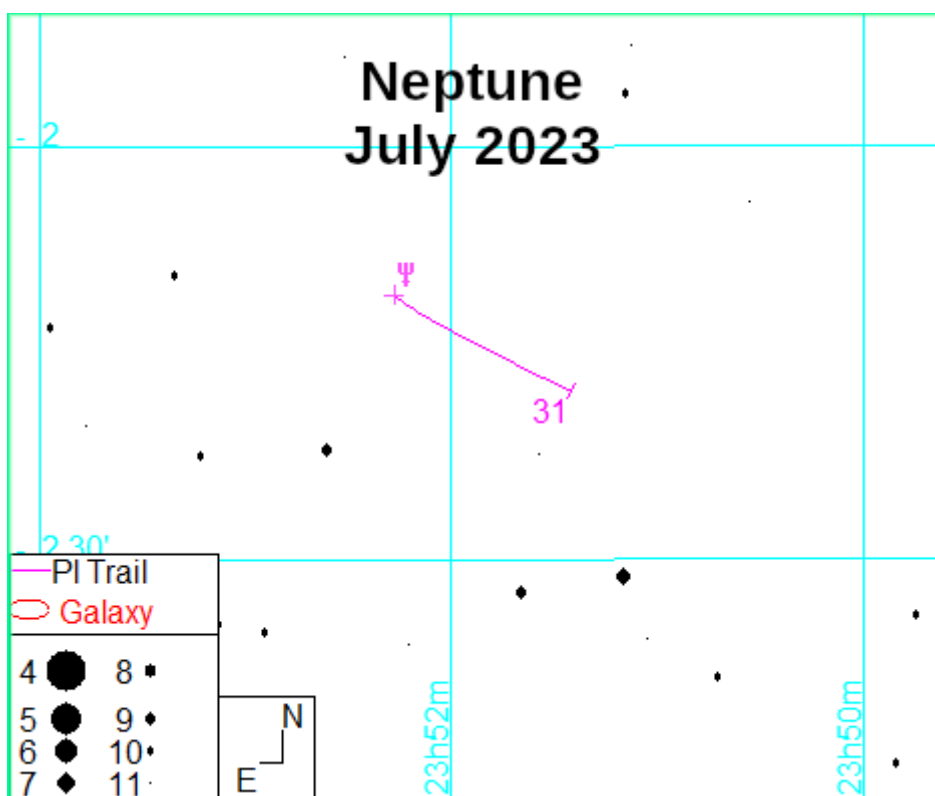 Neptune
July 2023
- 2
Ψ
31
- 2 30'
Pl Trail
Galaxy
4 8
5 9
6 10
7 11
N
E
23h52m
23h50m